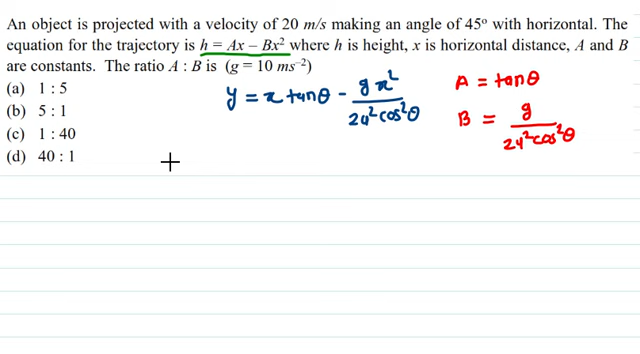 An object is projected with a velocity of 20 m/s making an angle of 45° with horizontal. The
equation for the trajectory is h = Ax – Bx² where h is height, x is horizontal distance, A and B
are constants. The ratio A : B is (g = 10 ms⁻²)
(a) 1 : 5
(b) 5 : 1
(c) 1 : 40
(d) 40 : 1
y = x tanθ - gx²/2u²cos²θ
A = tanθ
B = g/2u²cos²θ